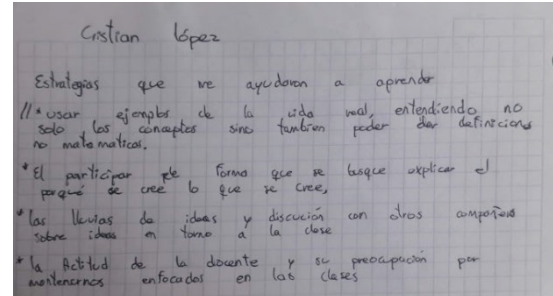 Cristian López
Estrategias que me ayudaron a aprender
//* usar ejemplos de la vida real, entendiendo no
solo los conceptos sino tambien poder dar definiciones
no matematicas.
* El participar de forma que se busque explicar el
porqué se cree lo que se cree,
* las lluvias de ideas y discución con otros compañeros
sobre ideas en torno a la clase
* la Actitud de la docente y su preocupación por
mantenernos enfocados en las clases